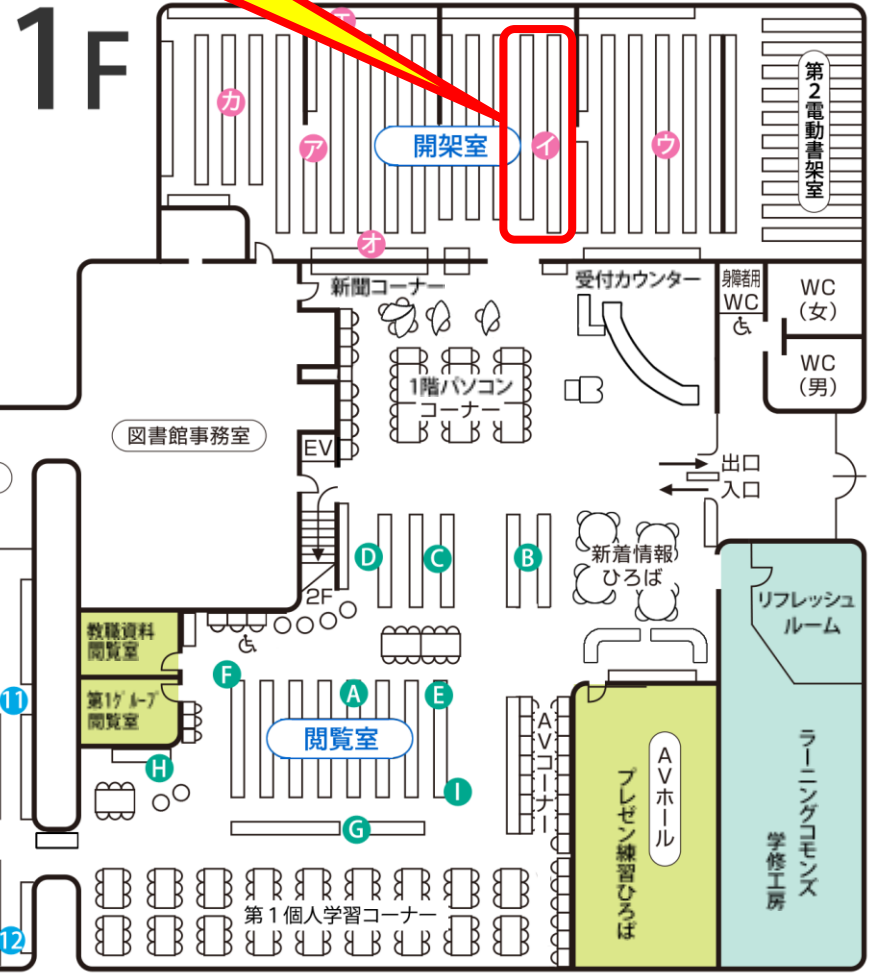 1F
エ
カ
ア
開架室
イ
ウ
第2電動書架室
オ
新聞コーナー
受付カウンター
身障者用
WC
WC
(女)
WC
(男)
1階パソコン
コーナー
図書館事務室
EV
出口
入口
D
C
B
新着情報
ひろば
2F
リフレッシュ
ルーム
教職資料
閲覧室
F
第1グループ
閲覧室
A
E
11
閲覧室
AVコーナー
H
I
G
AVホール
プレゼン練習ひろば
ラーニングコモンズ
学修工房
第1個人学習コーナー
12